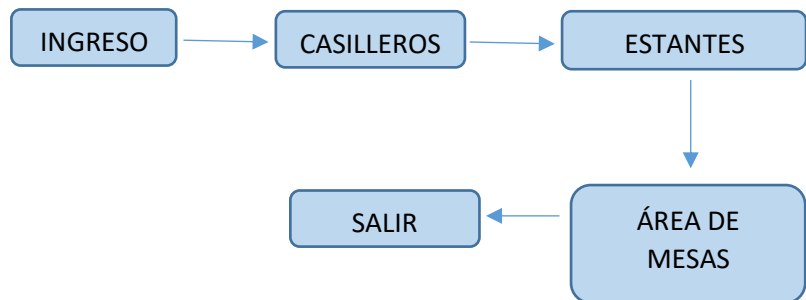 INGRESO
CASILLEROS
ESTANTES
ÁREA DE
MESAS
SALIR